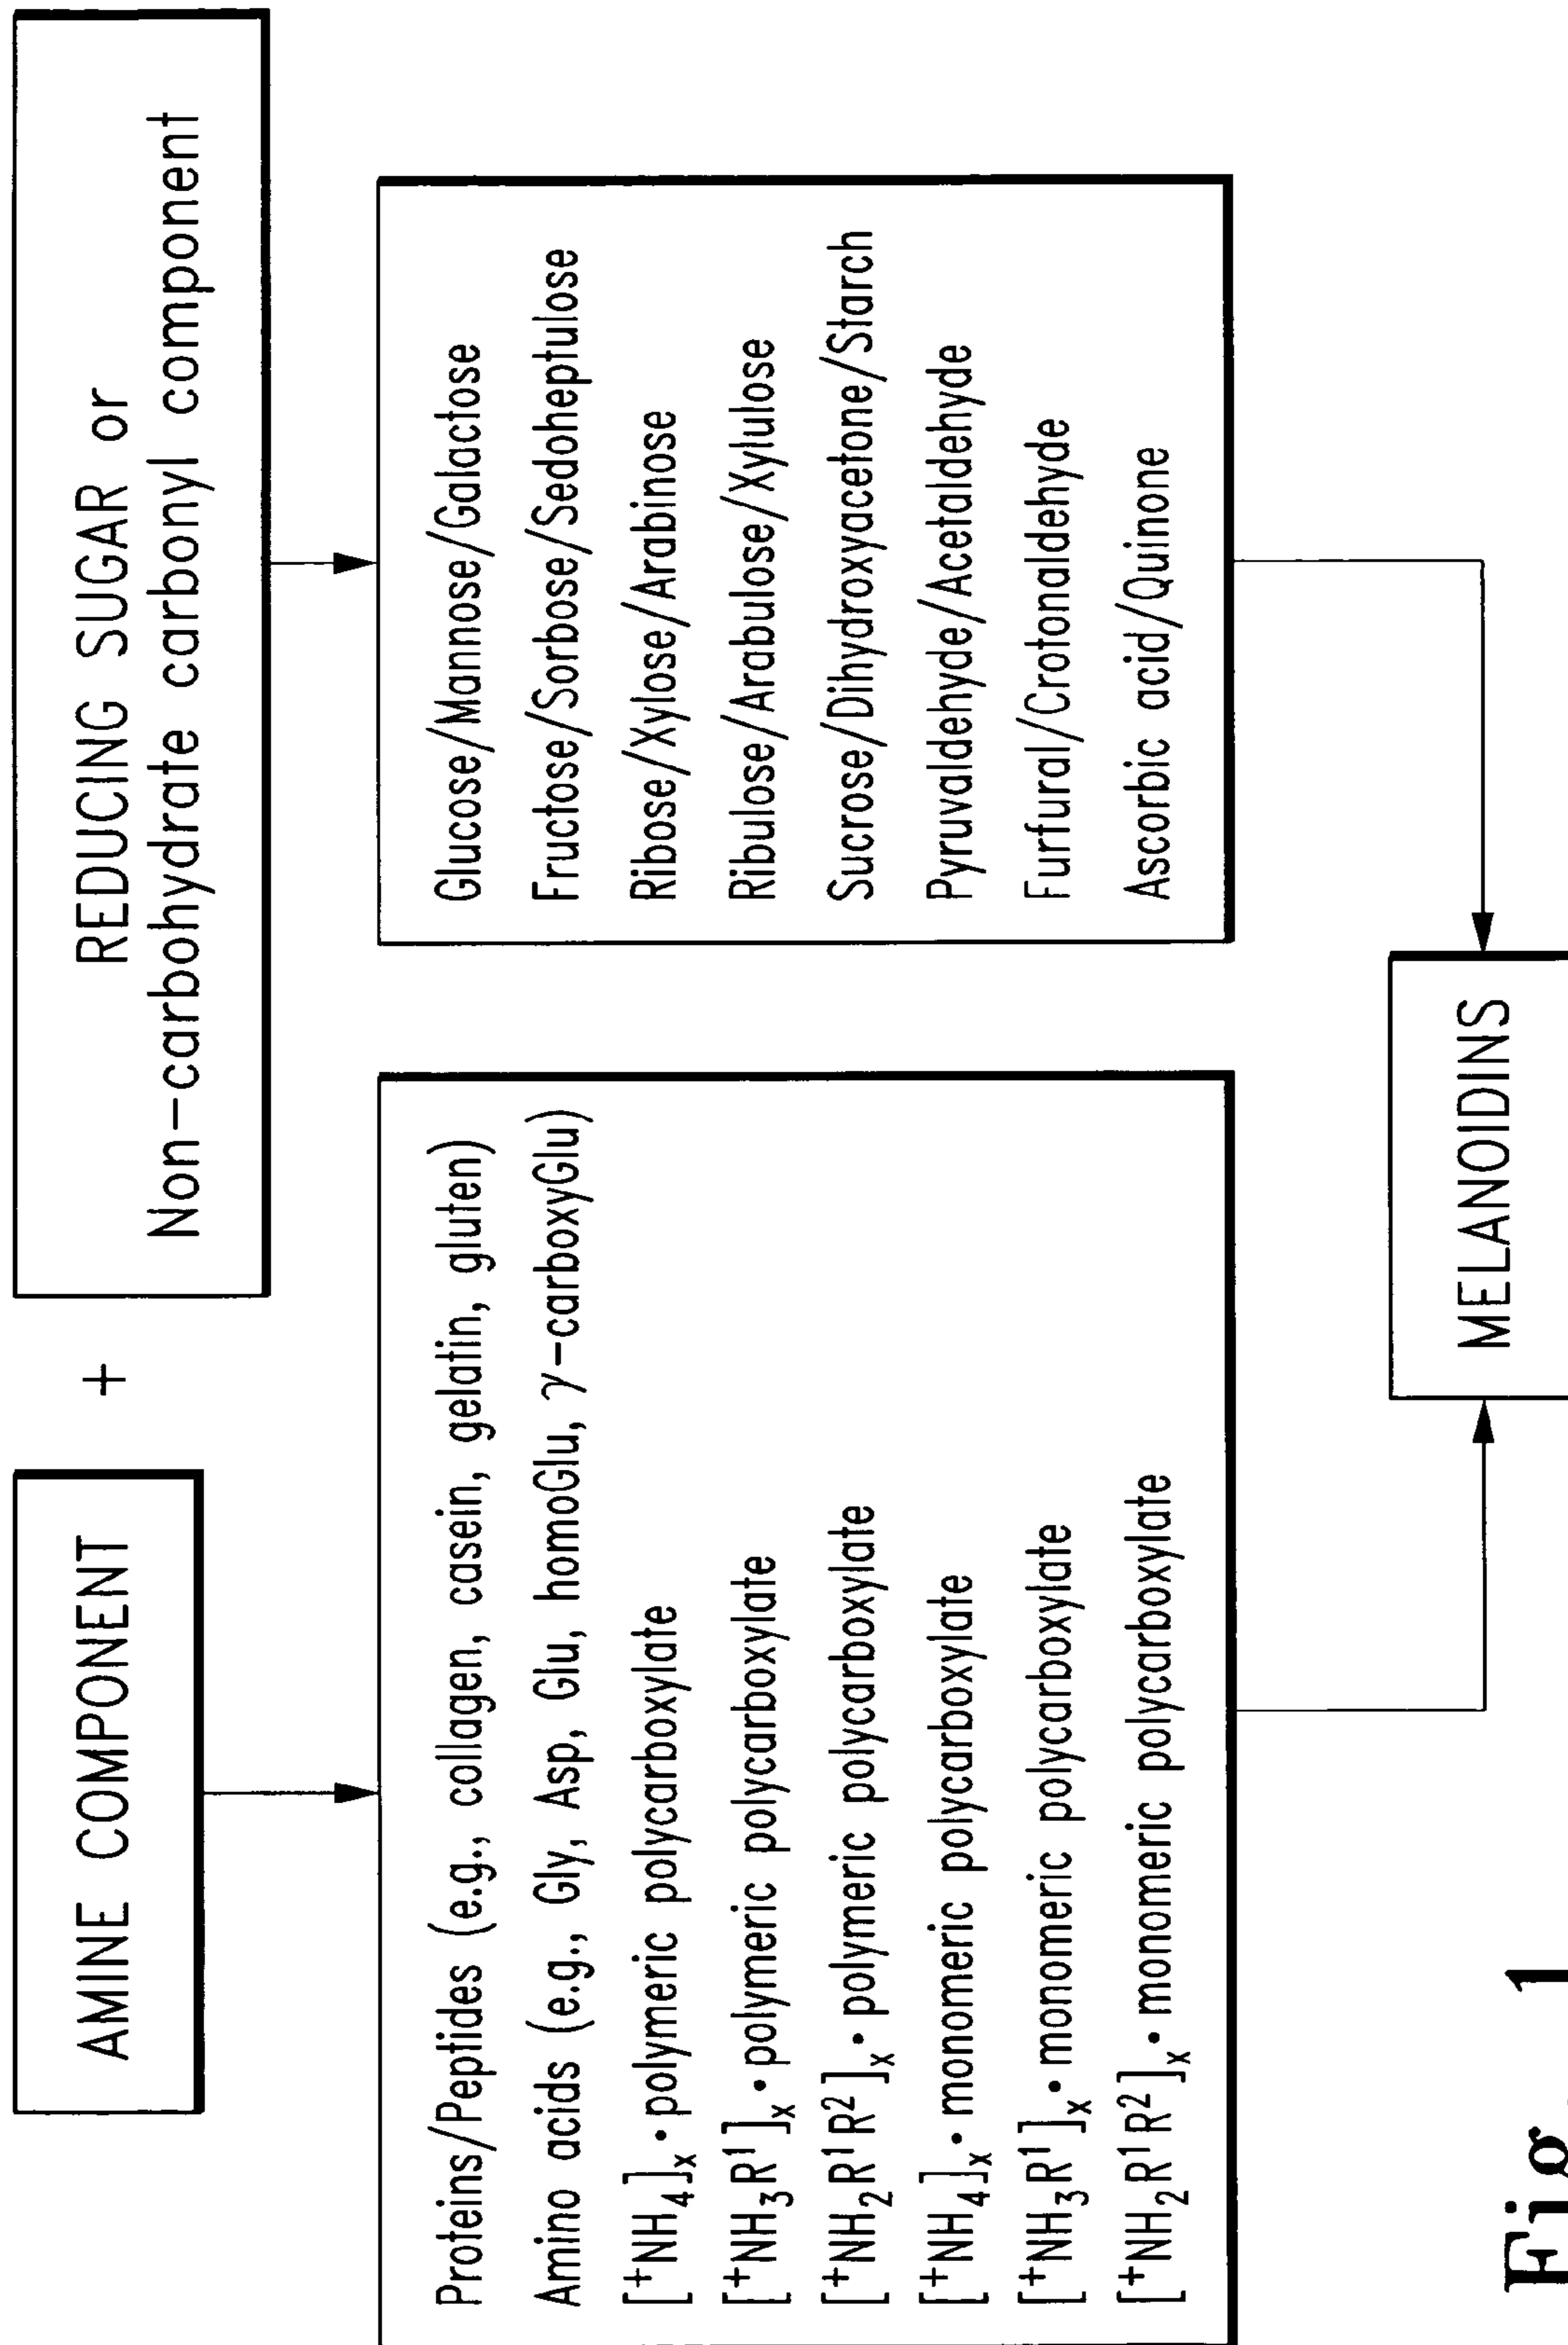 AMINE COMPONENT
+
REDUCING SUGAR or
Non-carbohydrate carbonyl component
Proteins/Peptides (e.g., collagen, casein, gelatin, gluten)
Amino acids (e.g., Gly, Asp, Glu, homoGlu, γ-carboxyGlu)
[⁺NH₄]ₓ•polymeric polycarboxylate
[⁺NH₃R¹]ₓ•polymeric polycarboxylate
[⁺NH₂R¹R²]ₓ•polymeric polycarboxylate
[⁺NH₄]ₓ•monomeric polycarboxylate
[⁺NH₃R¹]ₓ•monomeric polycarboxylate
[⁺NH₂R¹R²]ₓ•monomeric polycarboxylate
Glucose/Mannose/Galactose
Fructose/Sorbose/Sedoheptulose
Ribose/Xylose/Arabinose
Ribulose/Arabulose/Xylulose
Sucrose/Dihydroxyacetone/Starch
Pyruvaldehyde/Acetaldehyde
Furfural/Crotonaldehyde
Ascorbic acid/Quinone
MELANOIDINS
Fig. 1